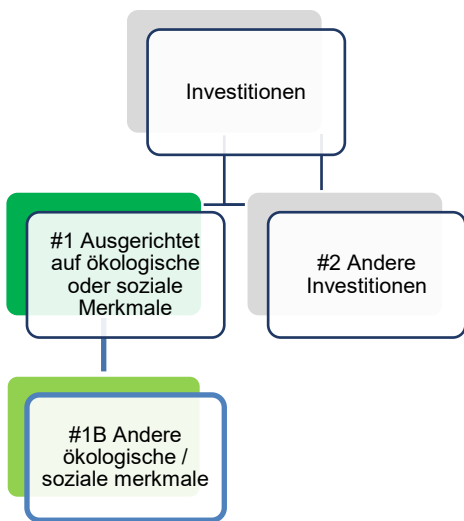 Investitionen
#1 Ausgerichtet
auf ökologische
oder soziale
Merkmale
#2 Andere
Investitionen
#1B Andere
ökologische /
soziale merkmale